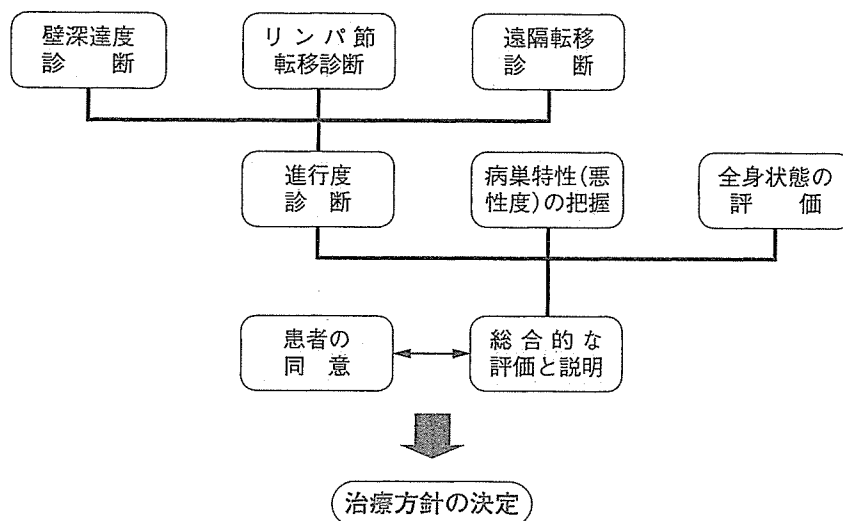 壁深達度
診断
リンパ節
転移診断
遠隔転移
診断
進行度
診断
病巣特性(悪
性度)の把握
全身状態の
評価
患者の
同意
総合的な
評価と説明
治療方針の決定